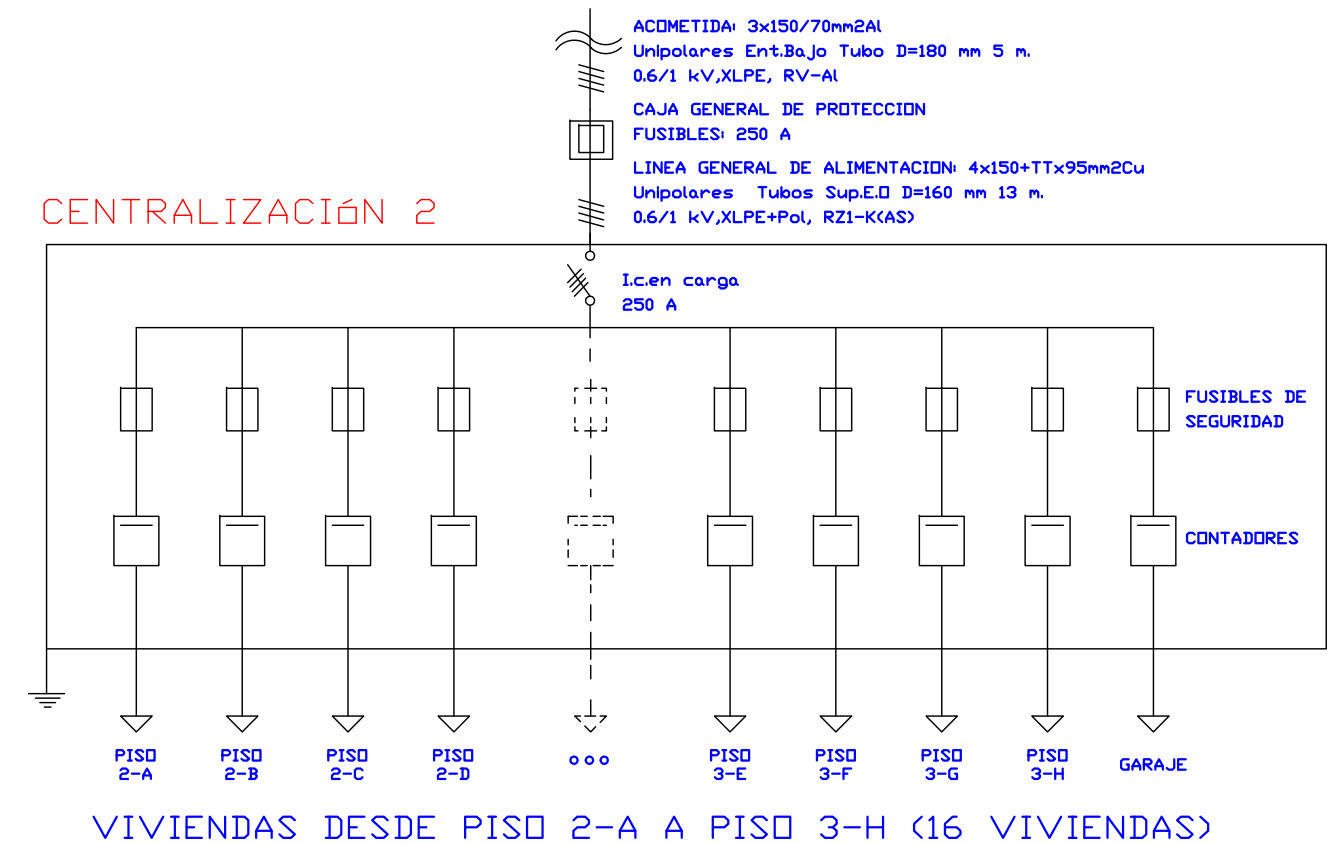 ACOMETIDA: 3x150/70mm2Al
Unipolares Ent.Bajo Tubo D=180 mm 5 m.
0.6/1 kV,XLPE, RV-Al
CAJA GENERAL DE PROTECCION
FUSIBLES: 250 A
LINEA GENERAL DE ALIMENTACION: 4x150+TTx95mm2Cu
Unipolares Tubos Sup.E.O D=160 mm 13 m.
0.6/1 kV,XLPE+Pol, RZ1-K(AS)
CENTRALIZACIóN 2
I.c.en carga
250 A
FUSIBLES DE
SEGURIDAD
CONTADORES
PISO
2-A
PISO
2-B
PISO
2-C
PISO
2-D
ooo
PISO
3-E
PISO
3-F
PISO
3-G
PISO
3-H
GARAJE
VIVIENDAS DESDE PISO 2-A A PISO 3-H (16 VIVIENDAS)